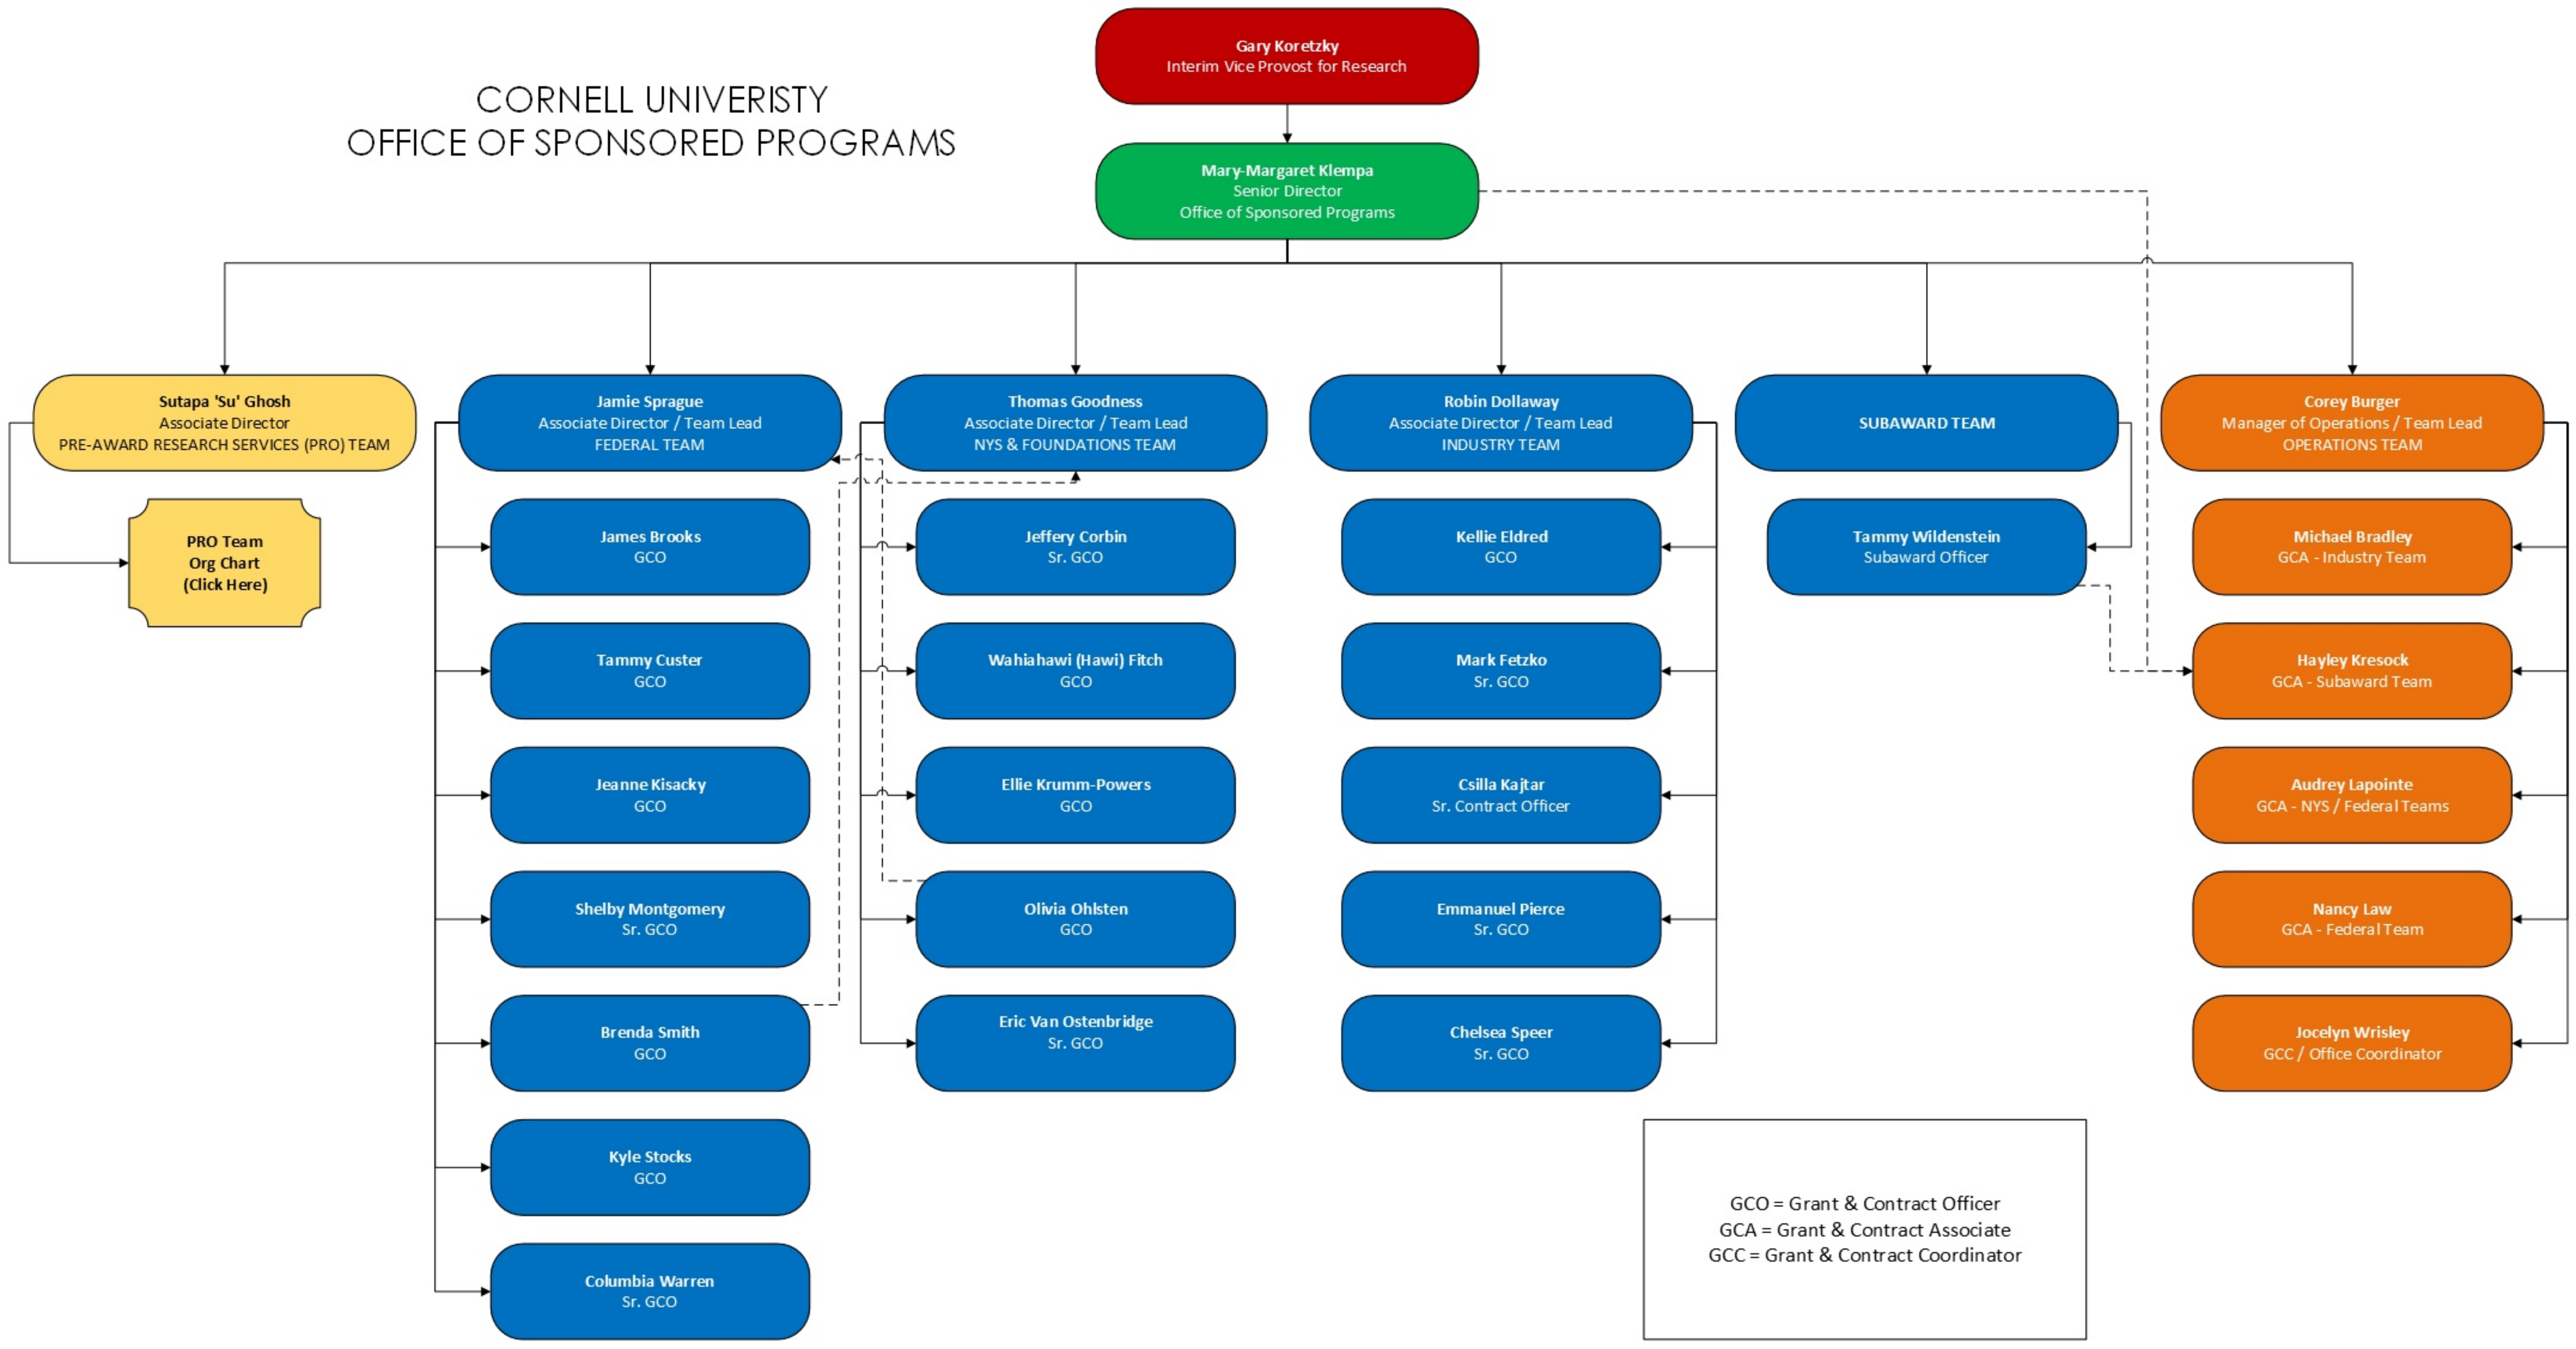 CORNELL UNIVERISTY
OFFICE OF SPONSORED PROGRAMS
Gary Koretzky
Interim Vice Provost for Research
Mary-Margaret Klempa
Senior Director
Office of Sponsored Programs
Sutapa 'Su' Ghosh
Associate Director
PRE-AWARD RESEARCH SERVICES (PRO) TEAM
PRO Team
Org Chart
(Click Here)
Jamie Sprague
Associate Director / Team Lead
FEDERAL TEAM
James Brooks
GCO
Tammy Custer
GCO
Jeanne Kisacky
GCO
Shelby Montgomery
Sr. GCO
Brenda Smith
GCO
Kyle Stocks
GCO
Columbia Warren
Sr. GCO
Thomas Goodness
Associate Director / Team Lead
NYS & FOUNDATIONS TEAM
Jeffery Corbin
Sr. GCO
Wahiahawi (Hawi) Fitch
GCO
Ellie Krumm-Powers
GCO
Olivia Ohlsten
GCO
Eric Van Ostenbridge
Sr. GCO
Robin Dollaway
Associate Director / Team Lead
INDUSTRY TEAM
Kellie Eldred
GCO
Mark Fetzko
Sr. GCO
Csilla Kajtar
Sr. Contract Officer
Emmanuel Pierce
Sr. GCO
Chelsea Speer
Sr. GCO
SUBAWARD TEAM
Tammy Wildenstein
Subaward Officer
Corey Burger
Manager of Operations / Team Lead
OPERATIONS TEAM
Michael Bradley
GCA - Industry Team
Hayley Kresock
GCA - Subaward Team
Audrey Lapointe
GCA - NYS / Federal Teams
Nancy Law
GCA - Federal Team
Jocelyn Wrisley
GCC / Office Coordinator
GCO = Grant & Contract Officer
GCA = Grant & Contract Associate
GCC = Grant & Contract Coordinator